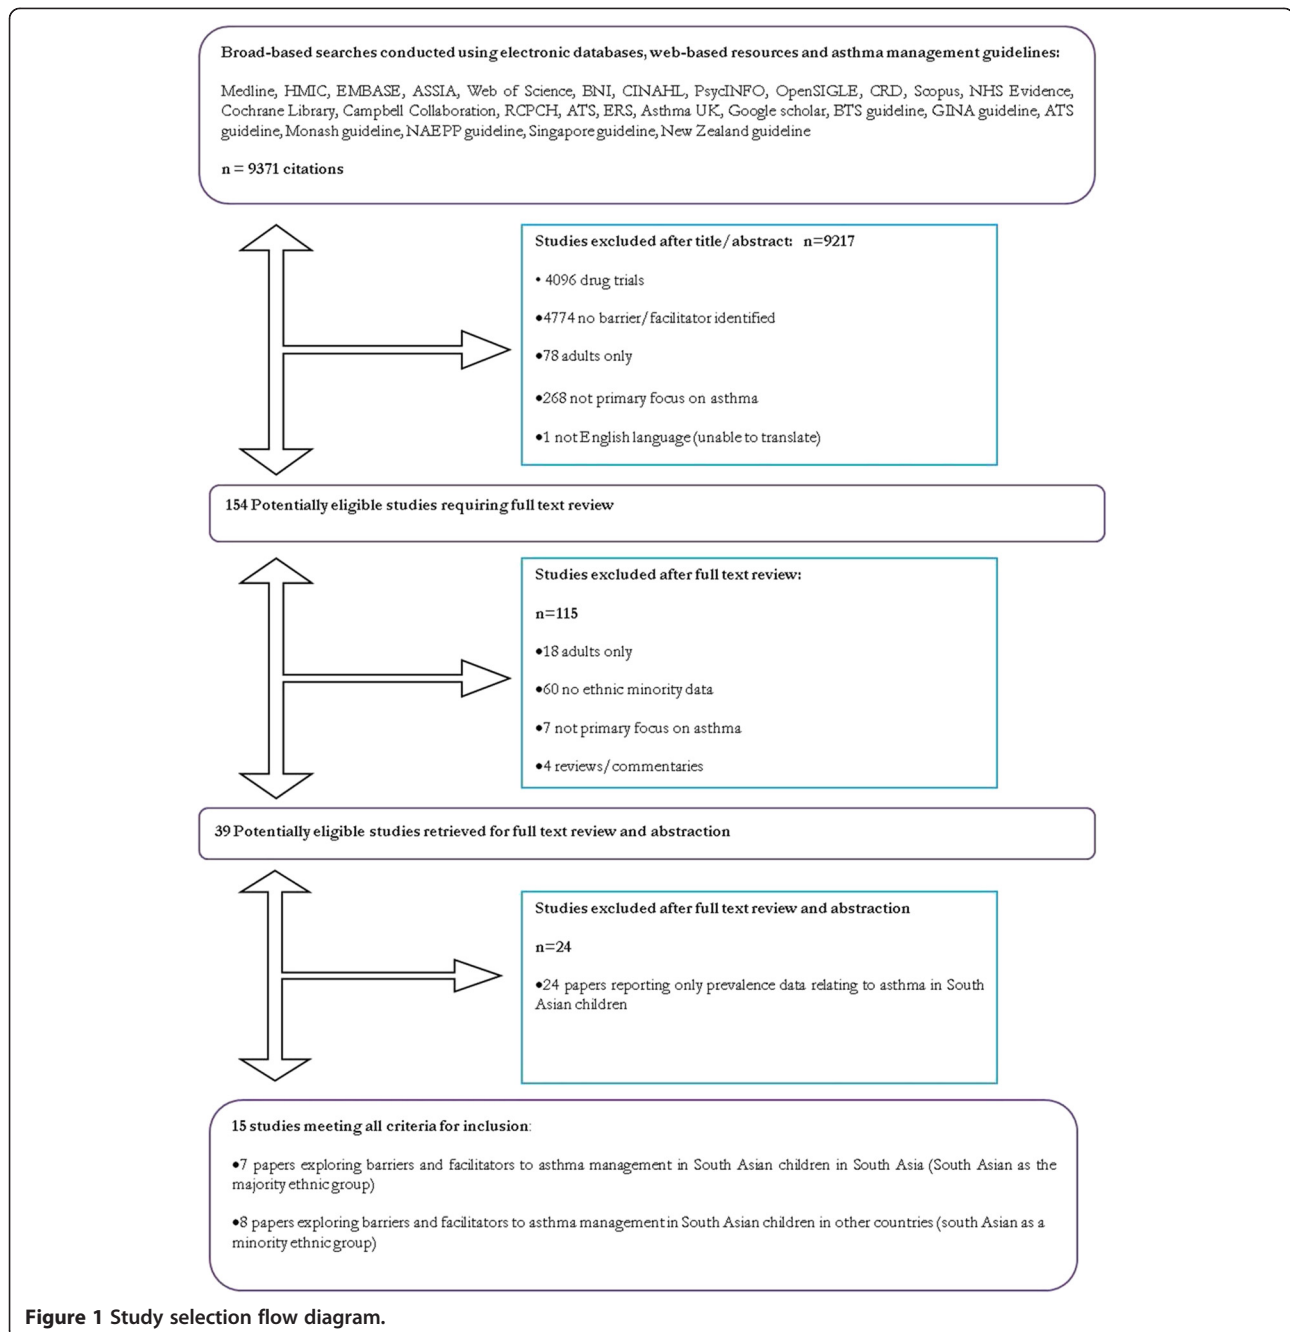 Broad-based searches conducted using electronic databases, web-based resources and asthma management guidelines:
Medline, HMIC, EMBASE, ASSIA, Web of Science, BNI, CINAHL, PsycINFO, OpenSIGLE, CRD, Scopus, NHS Evidence,
Cochrane Library, Campbell Collaboration, RCPCH, ATS, ERS, Asthma UK, Google scholar, BTS guideline, GINA guideline, ATS
guideline, Monash guideline, NAEPP guideline, Singapore guideline, New Zealand guideline
n = 9371 citations
Studies excluded after title/abstract: n=9217
• 4096 drug trials
•4774 no barrier/facilitator identified
•78 adults only
•268 not primary focus on asthma
•1 not English language (unable to translate)
154 Potentially eligible studies requiring full text review
Studies excluded after full text review:
n=115
•18 adults only
•60 no ethnic minority data
•7 not primary focus on asthma
•4 reviews/commentaries
39 Potentially eligible studies retrieved for full text review and abstraction
Studies excluded after full text review and abstraction
n=24
•24 papers reporting only prevalence data relating to asthma in South
Asian children
15 studies meeting all criteria for inclusion:
•7 papers exploring barriers and facilitators to asthma management in South Asian children in South Asia (South Asian as the
majority ethnic group)
•8 papers exploring barriers and facilitators to asthma management in South Asian children in other countries (south Asian as a
minority ethnic group)
Figure 1 Study selection flow diagram.